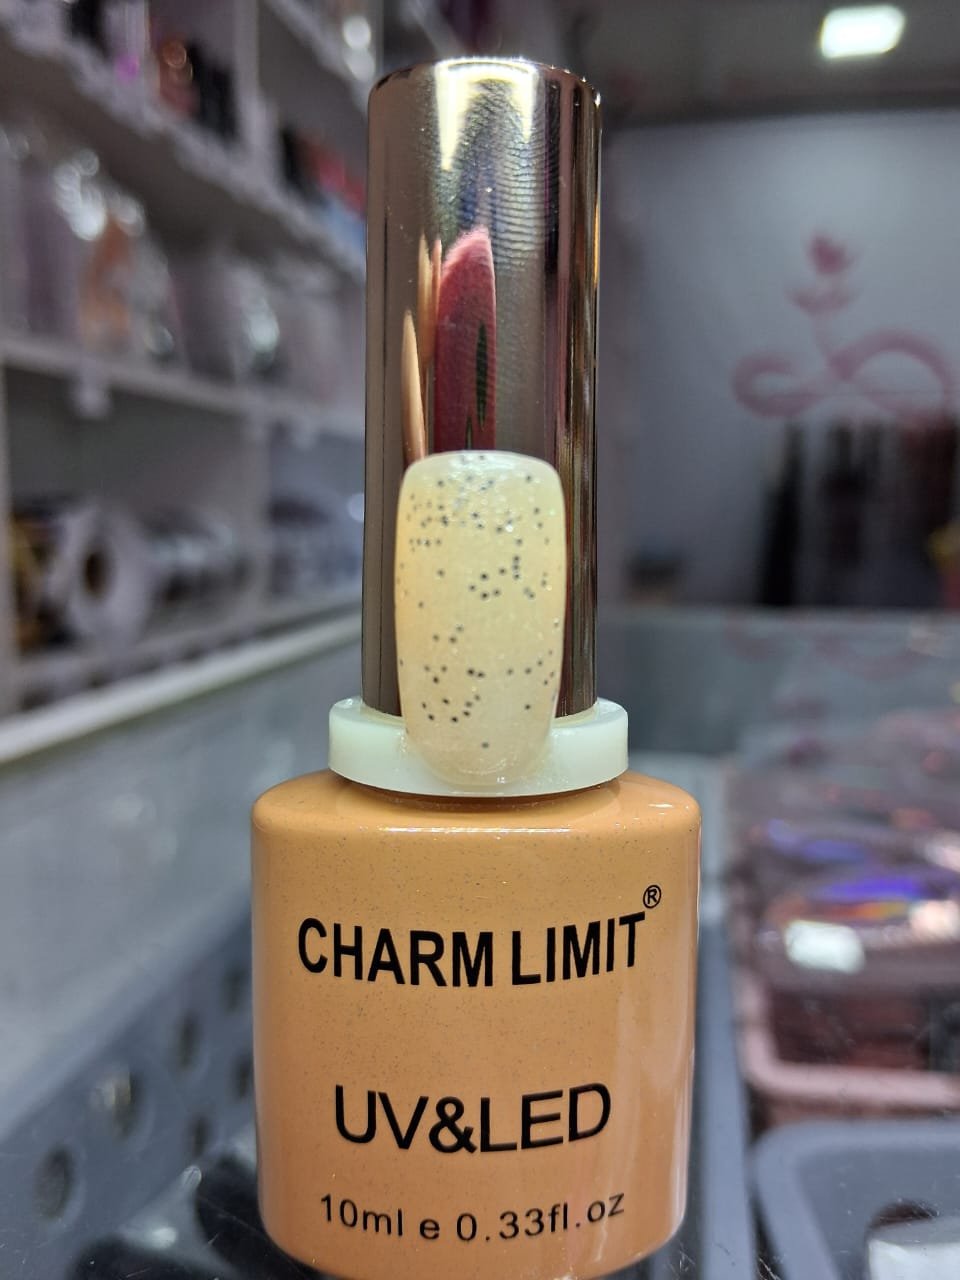 CHARM LIMIT®
UV&LED
10ml e 0.33fl.oz